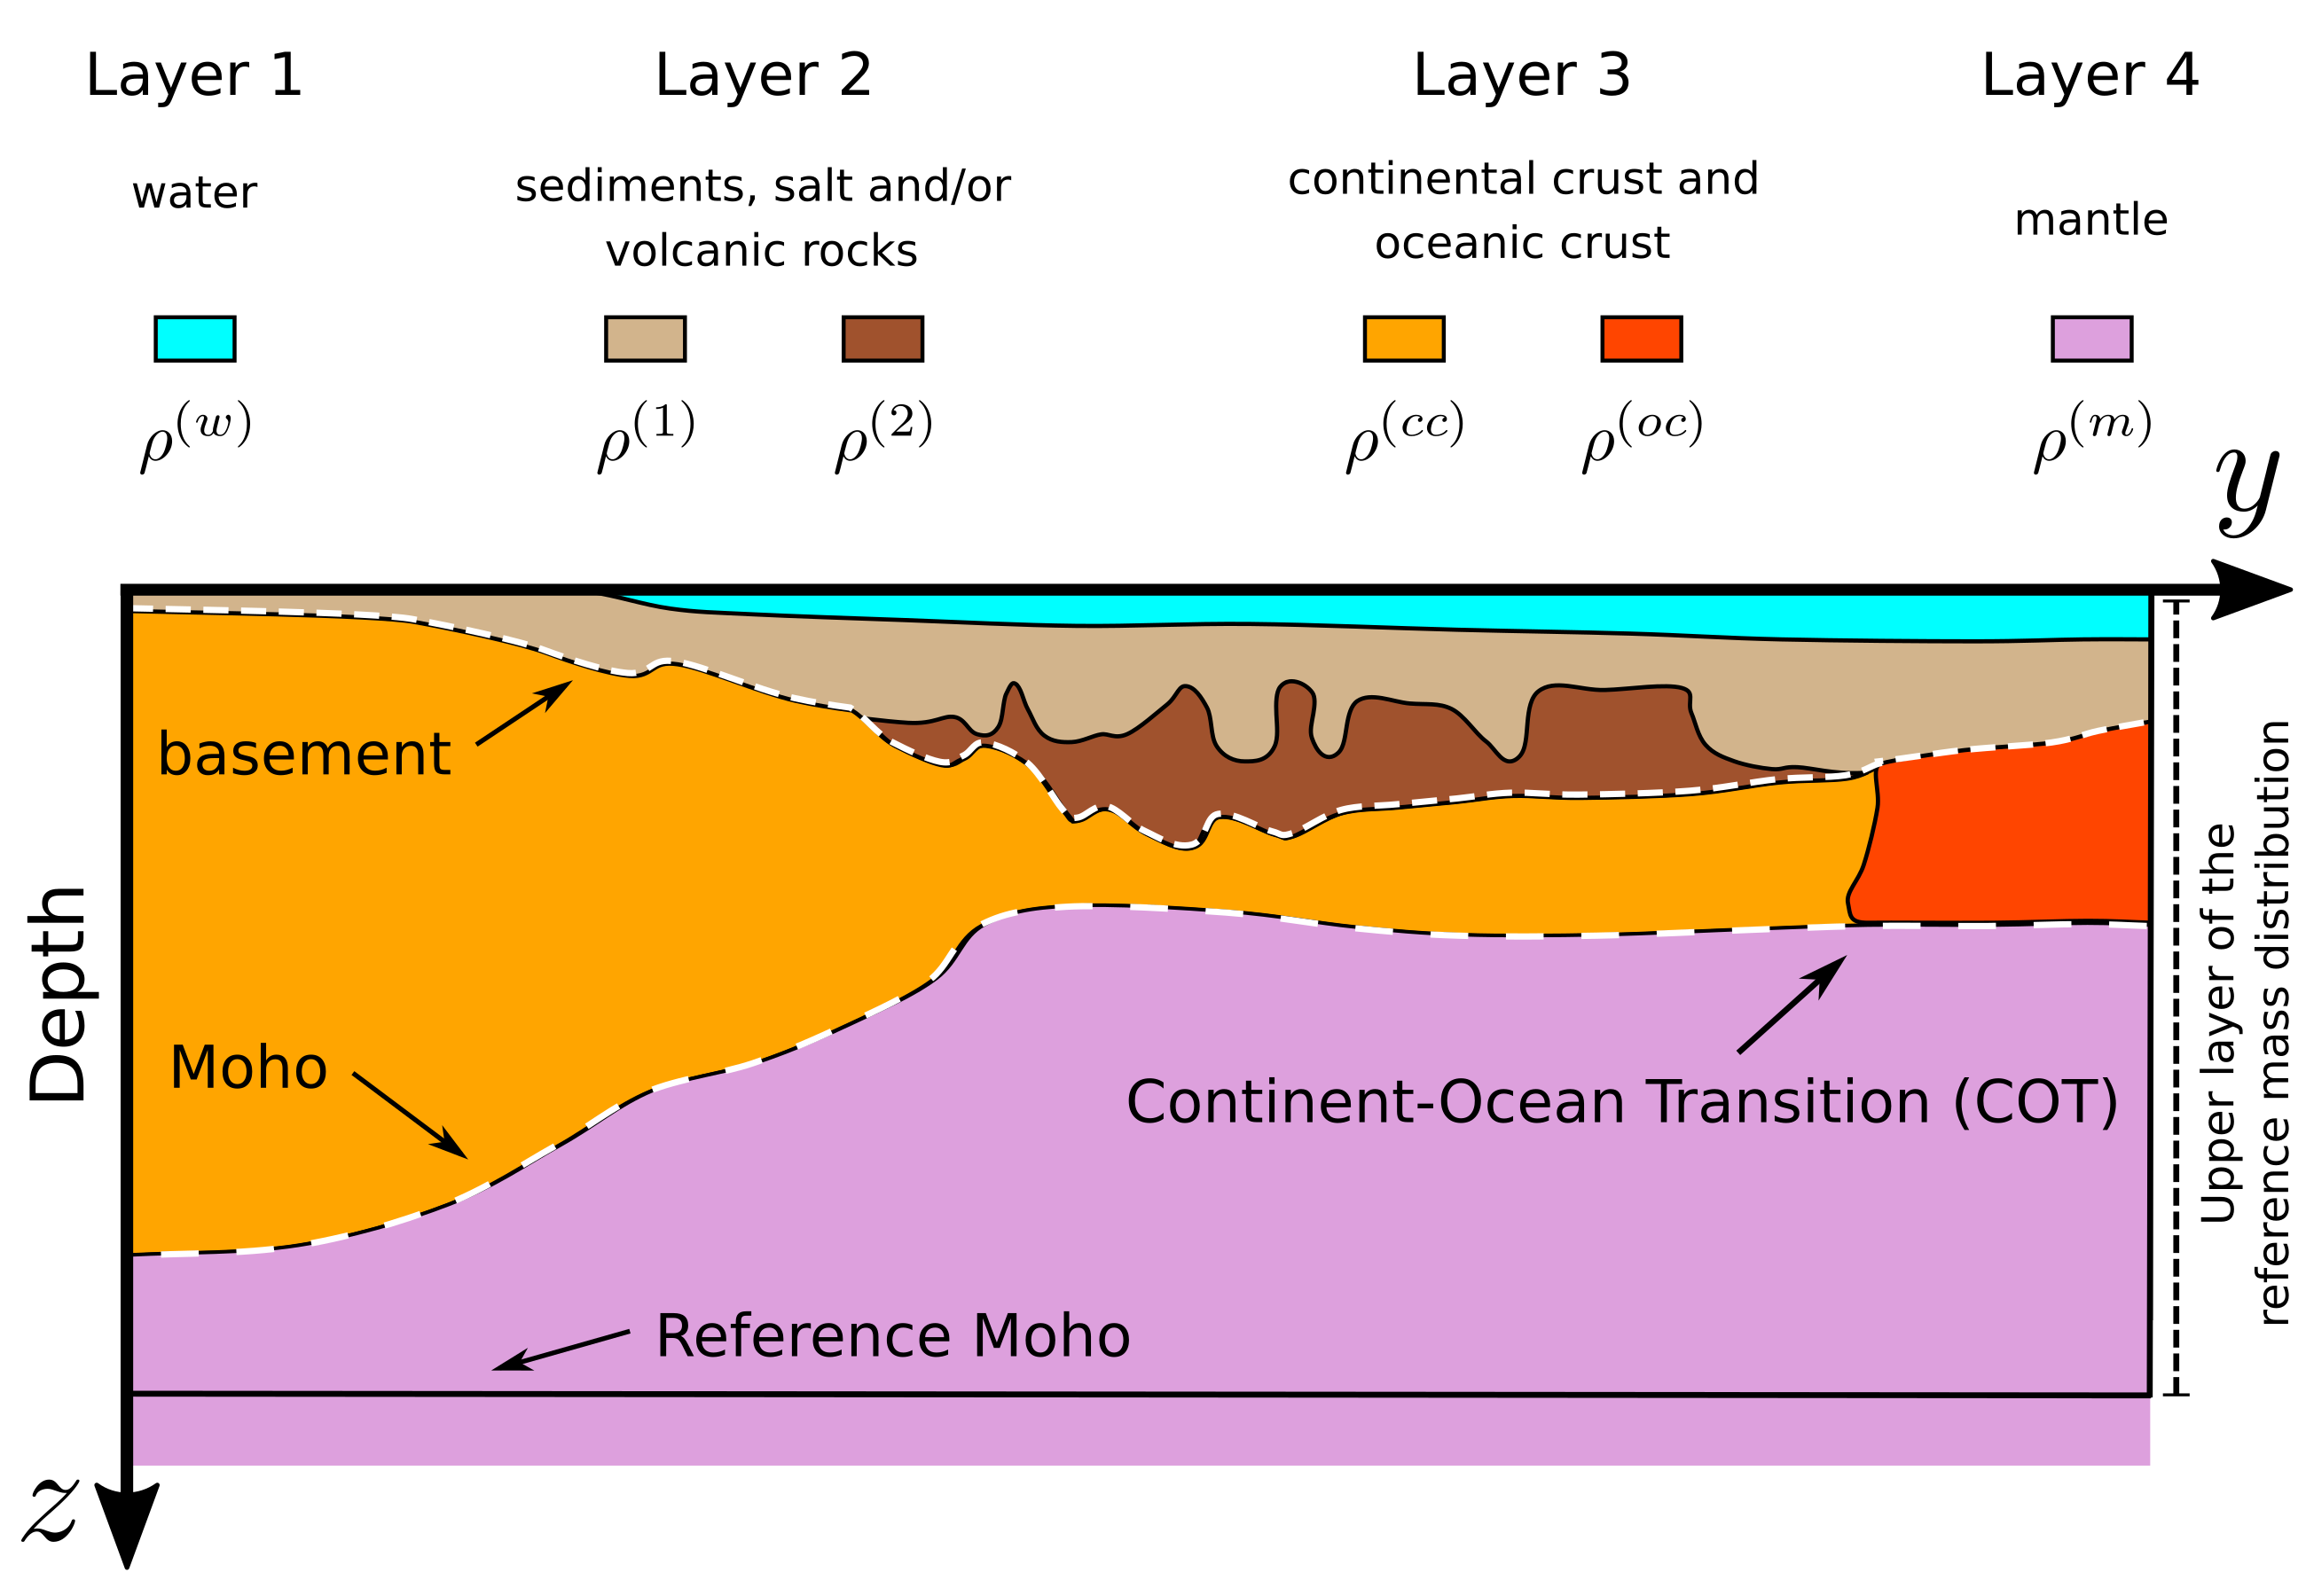 Layer 1
Layer 2
Layer 3
Layer 4
water
sediments, salt and/or
volcanic rocks
continental crust and
oceanic crust
mantle
ρ^(w)
ρ^(1)
ρ^(2)
ρ^(cc)
ρ^(oc)
ρ^(m)
y
basement
Depth
Moho
Continent-Ocean Transition (COT)
Upper layer of the
reference mass distribution
Reference Moho
z